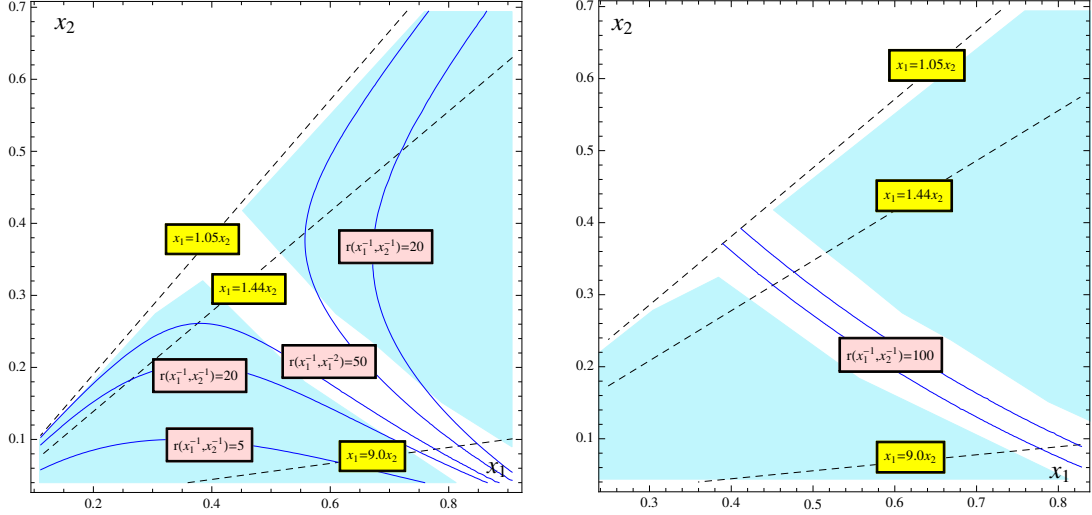 0.7
x₂
0.6
0.5
0.4
0.3
0.2
0.1
x₁=1.05x₂
x₁=1.44x₂
r(x₁⁻¹,x₂⁻¹)=20
r(x₁⁻¹,x₁⁻²)=50
r(x₁⁻¹,x₂⁻¹)=20
r(x₁⁻¹,x₂⁻¹)=5
x₁=9.0x₂
x₁
0.2 0.4 0.6 0.8
0.7
x₂
0.6
0.5
0.4
0.3
0.2
0.1
x₁=1.05x₂
x₁=1.44x₂
r(x₁⁻¹,x₂⁻¹)=100
x₁=9.0x₂
x₁
0.3 0.4 0.5 0.6 0.7 0.8